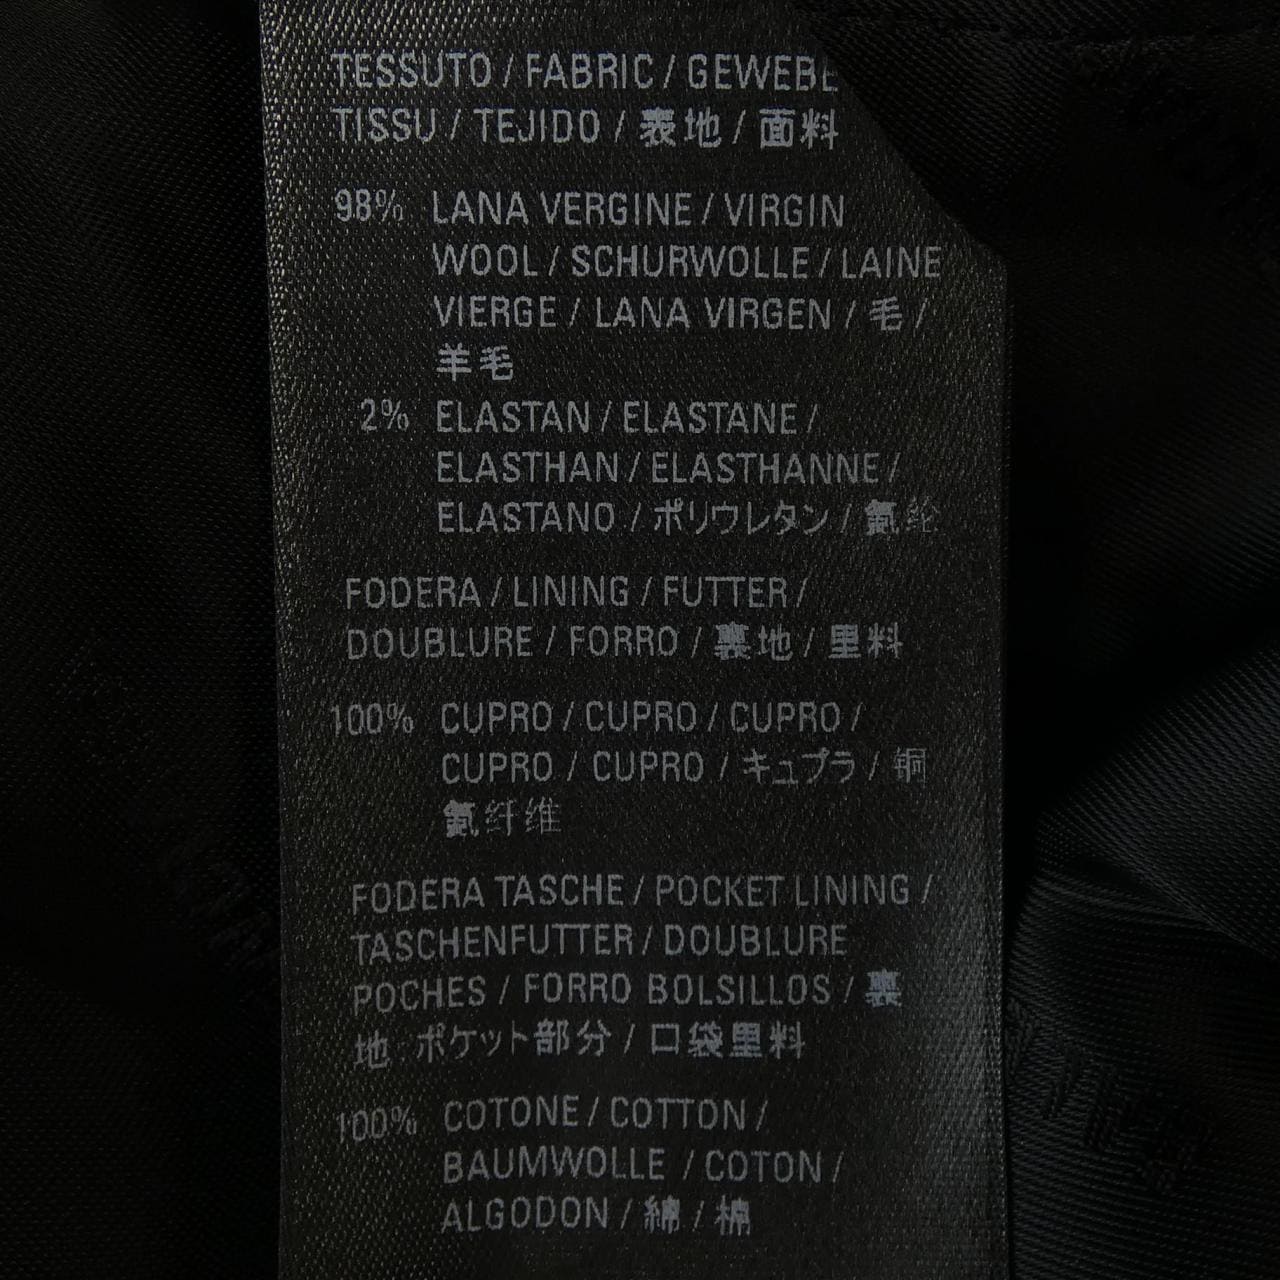 TESSUTO / FABRIC / GEWEBE
TISSU / TEJIDO / 表地 / 面料
98% LANA VERGINE / VIRGIN
WOOL / SCHURWOLLE / LAINE
VIERGE / LANA VIRGEN / 毛 /
羊毛
2% ELASTAN / ELASTANE /
ELASTHAN / ELASTHANNE /
ELASTANO / ポリウレタン / 氨纶
FODERA / LINING / FUTTER /
DOUBLURE / FORRO / 裏地 / 里料
100% CUPRO / CUPRO / CUPRO /
CUPRO / CUPRO / キュプラ / 铜
氨纤维
FODERA TASCHE / POCKET LINING /
TASCHENFUTTER / DOUBLURE
POCHES / FORRO BOLSILLOS / 裏
地 : ポケット部分 / 口袋里料
100% COTONE / COTTON /
BAUMWOLLE / COTON /
ALGODON / 綿 / 棉